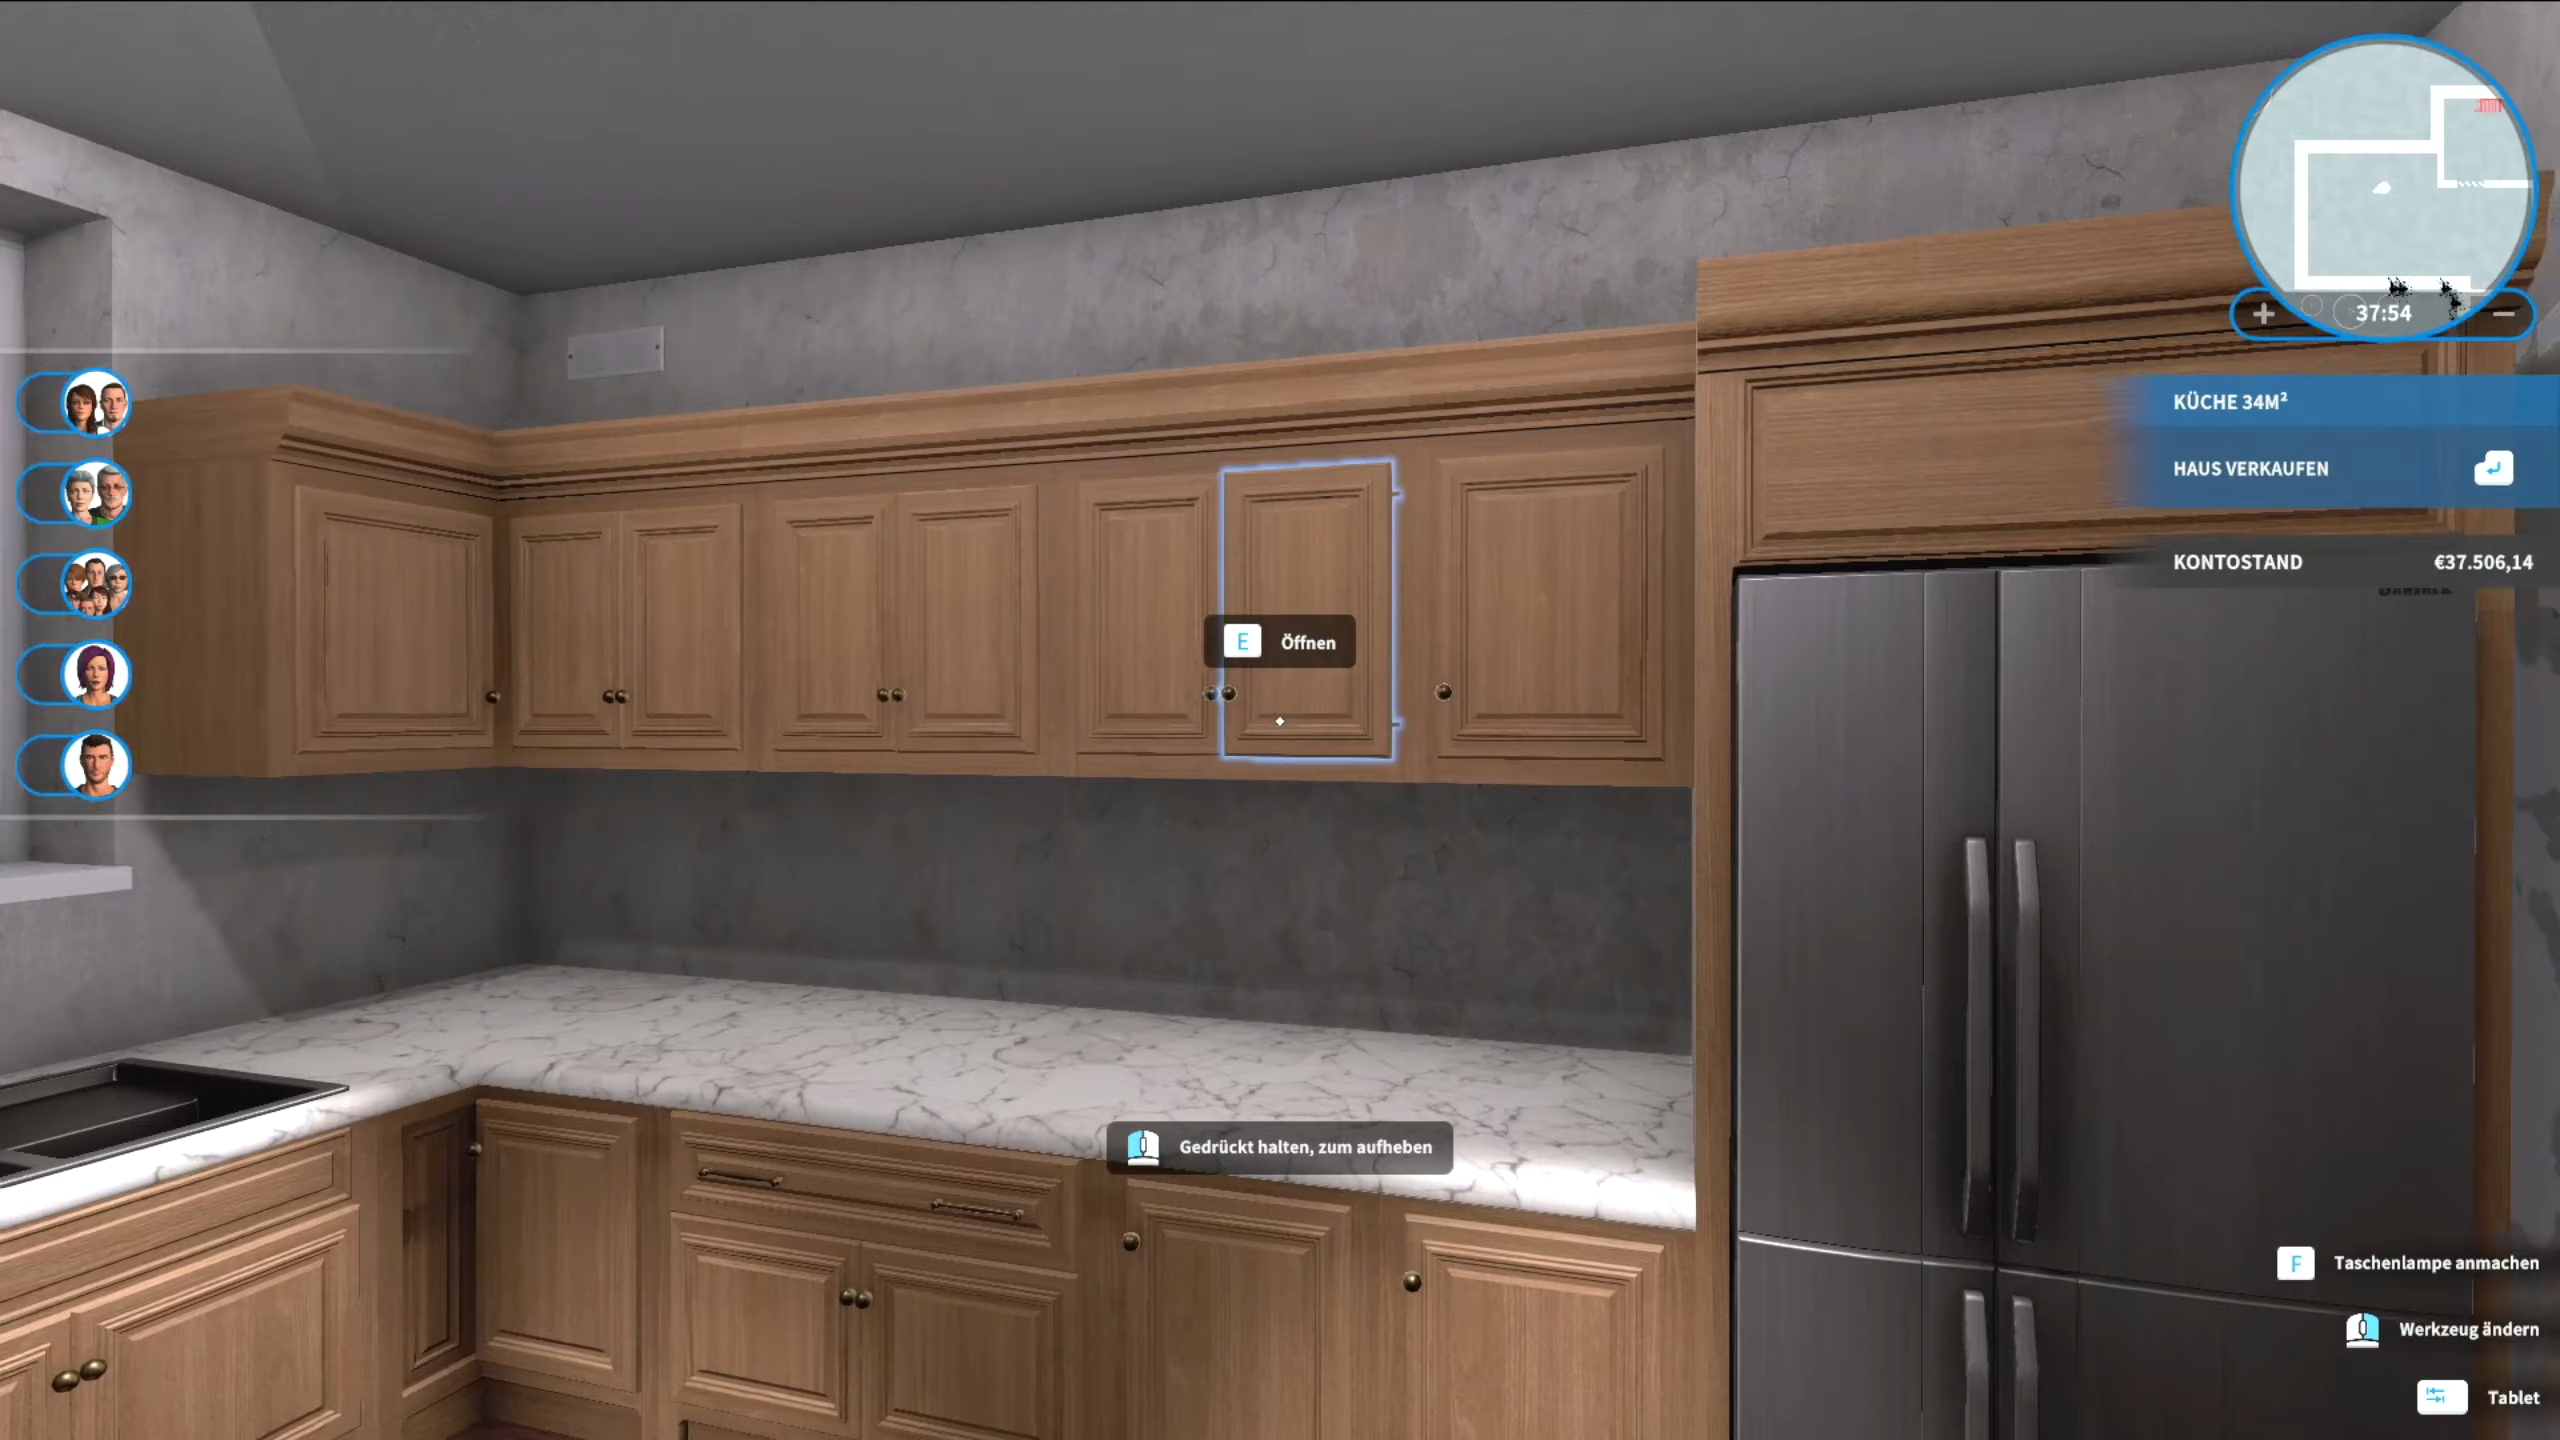 37:54
KÜCHE 34M²
HAUS VERKAUFEN
KONTOSTAND €37.506,14
E Öffnen
Gedrückt halten, zum aufheben
F Taschenlampe anmachen
Werkzeug ändern
Tablet